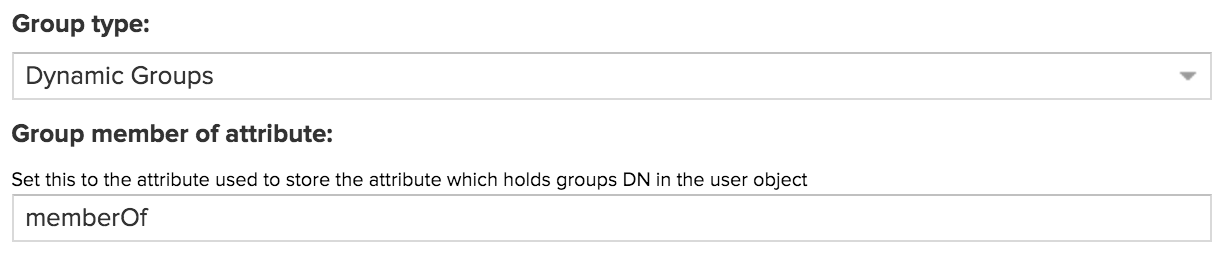 Group type:
Dynamic Groups
Group member of attribute:
Set this to the attribute used to store the attribute which holds groups DN in the user object
memberOf